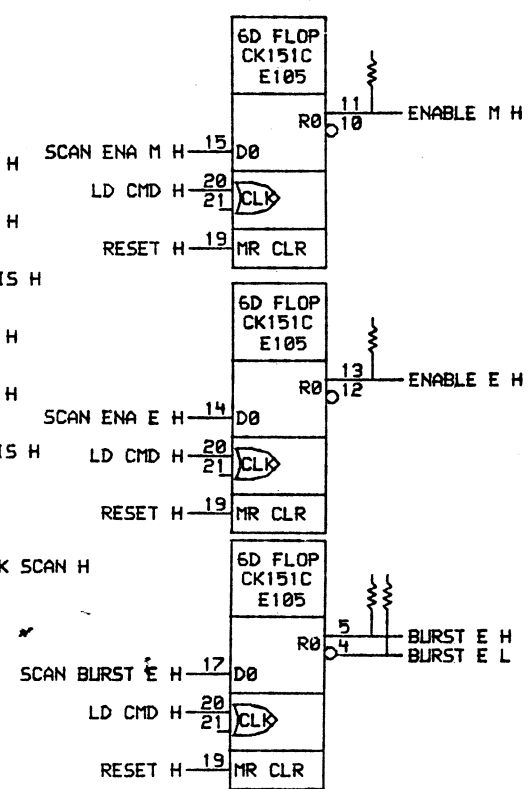 6D FLOP
CK151C
E105
11
R0
10
ENABLE M H
H
SCAN ENA M H
15
D0
LD CMD H
20
21
CLK
H
RESET H
19
MR CLR
IS H
6D FLOP
CK151C
E105
H
13
R0
12
ENABLE E H
H
SCAN ENA E H
14
D0
IS H
LD CMD H
20
21
CLK
RESET H
19
MR CLR
6D FLOP
CK151C
E105
K SCAN H
5
R0
4
BURST E H
BURST E L
SCAN BURST E H
17
D0
LD CMD H
20
21
CLK
RESET H
19
MR CLR